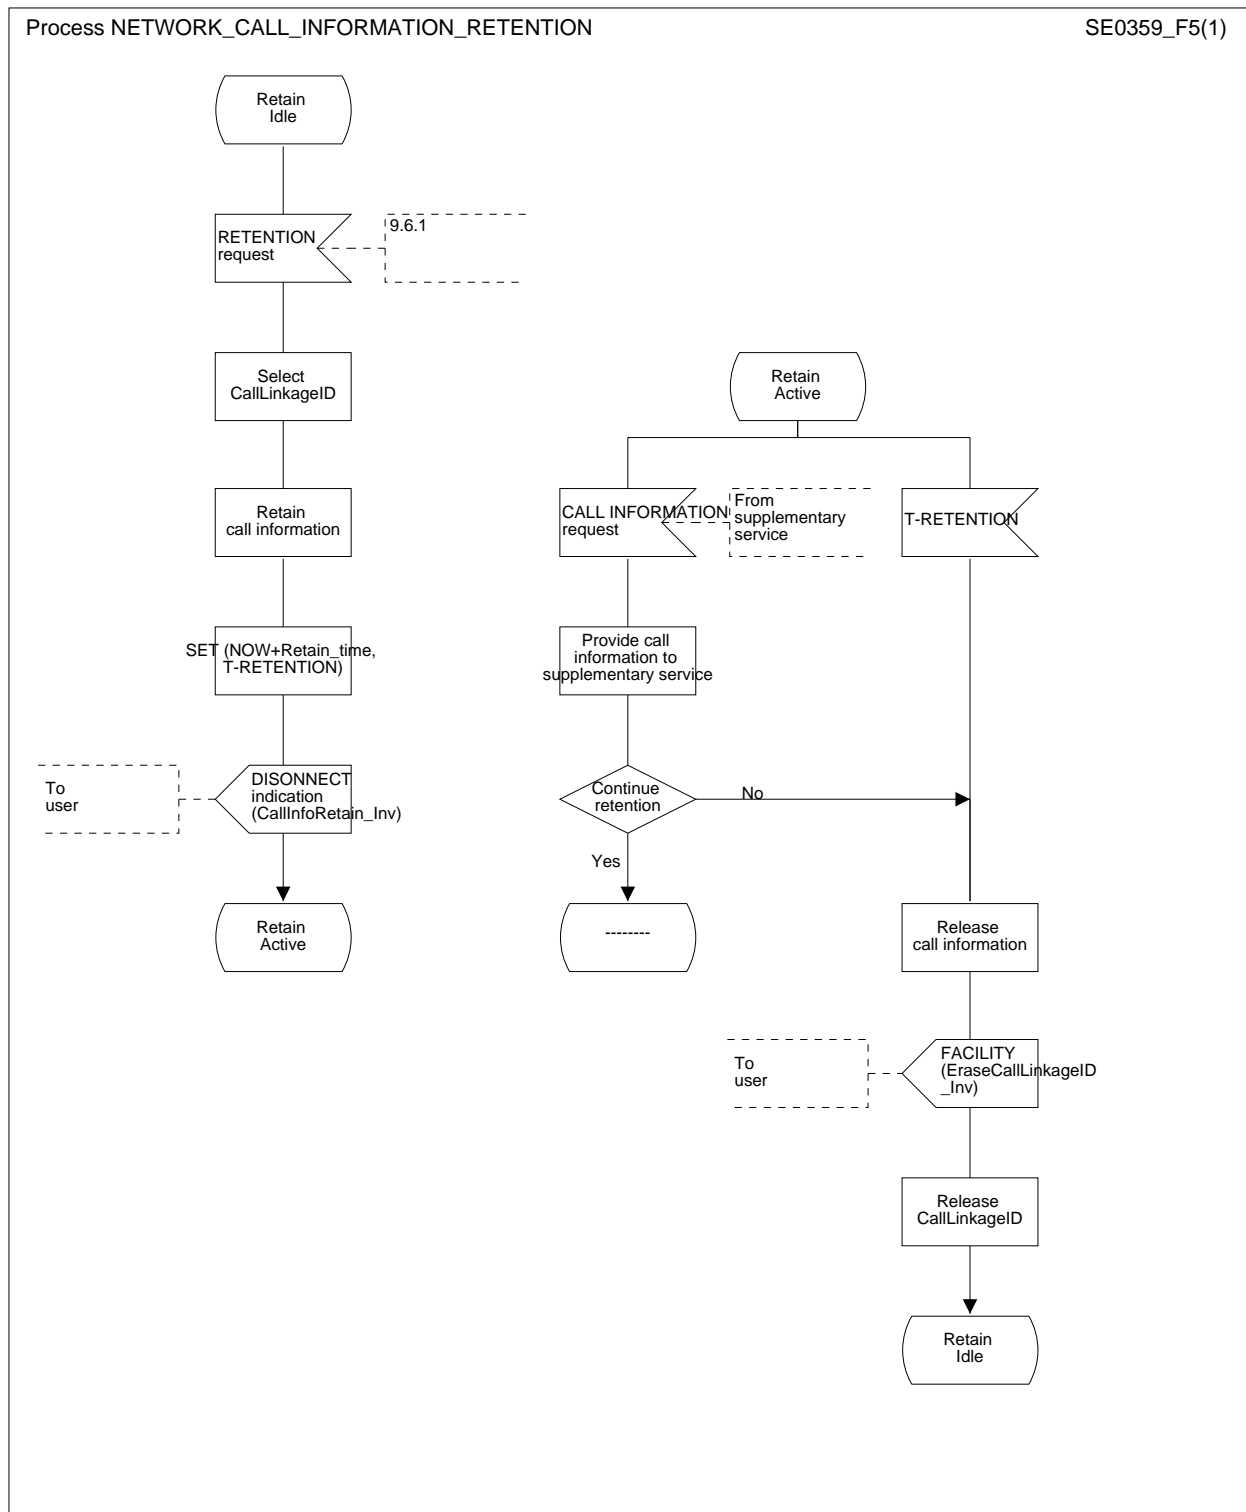 Process NETWORK_CALL_INFORMATION_RETENTION
SE0359_F5(1)
Retain
Idle
RETENTION
request
9.6.1
Select
CallLinkageID
Retain
call information
SET (NOW+Retain_time,
T-RETENTION)
To
user
DISONNECT
indication
(CallInfoRetain_Inv)
Retain
Active
Retain
Active
CALL INFORMATION
request
From
supplementary
service
T-RETENTION
Provide call
information to
supplementary service
Continue
retention
No
Yes
--------
Release
call information
To
user
FACILITY
(EraseCallLinkageID
_Inv)
Release
CallLinkageID
Retain
Idle